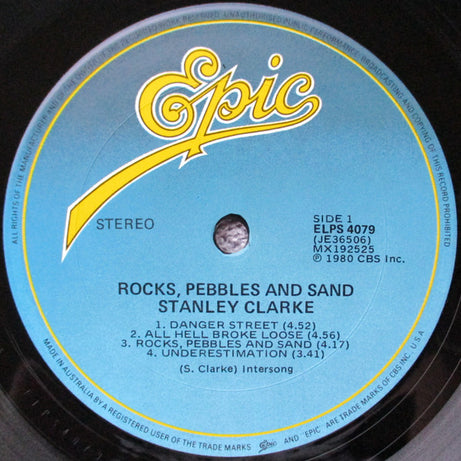 ALL RIGHTS OF THE MANUFACTURER AND OF THE OWNER OF THE RECORDED WORK RESERVED. UNAUTHORISED PUBLIC PERFORMANCE, BROADCASTING AND COPYING OF THIS RECORD PROHIBITED
Epic
STEREO
SIDE 1
ELPS 4079
(JE36506)
MX192525
Ⓟ 1980 CBS Inc.
ROCKS, PEBBLES AND SAND
STANLEY CLARKE
1. DANGER STREET (4.52)
2. ALL HELL BROKE LOOSE (4.56)
3. ROCKS, PEBBLES AND SAND (4.17)
4. UNDERESTIMATION (3.41)
(S. Clarke) Intersong
MADE IN AUSTRALIA BY A REGISTERED USER OF THE TRADE MARKS Epic AND EPIC ARE TRADE MARKS OF CBS INC. U.S.A